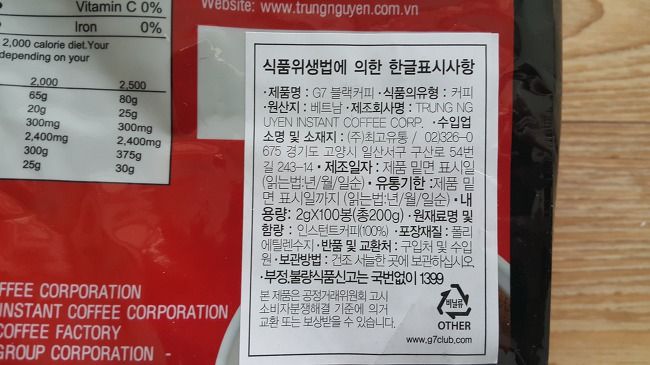 Website: www.trungnguyen.com.vn
Vitamin C 0%
Iron 0%
2,000 calorie diet.Your
depending on your
2,000 2,500
65g 80g
20g 25g
300mg 300mg
2,400mg 2,400mg
300g 375g
25g 30g
식품위생법에 의한 한글표시사항
·제품명 : G7 블랙커피 ·식품의유형 : 커피
·원산지 : 베트남 ·제조회사명 : TRUNG NG
UYEN INSTANT COFFEE CORP. ·수입업
소명 및 소재지 : (주)최고유통 / 02)326-0
675 경기도 고양시 일산서구 구산로 54번
길 243-14 ·제조일자 : 제품 밑면 표시일
(읽는법:년/월/일순) ·유통기한 :제품 밑
면 표시일까지 (읽는법:년/월/일순) ·내
용량: 2gX100봉(총200g) ·원재료명 및
함량 : 인스턴트커피(100%) ·포장재질 : 폴리
에틸렌수지 ·반품 및 교환처 : 구입처 및 수입
원 ·보관방법 : 건조 서늘한 곳에 보관하십시오.
·부정,불량식품신고는 국번없이 1399
본 제품은 공정거래위원회 고시
소비자분쟁해결 기준에 의거
교환 또는 보상받을 수 있습니다.
비닐류
OTHER
www.g7club.com
FFEE CORPORATION
INSTANT COFFEE CORPORATION
COFFEE FACTORY
GROUP CORPORATION